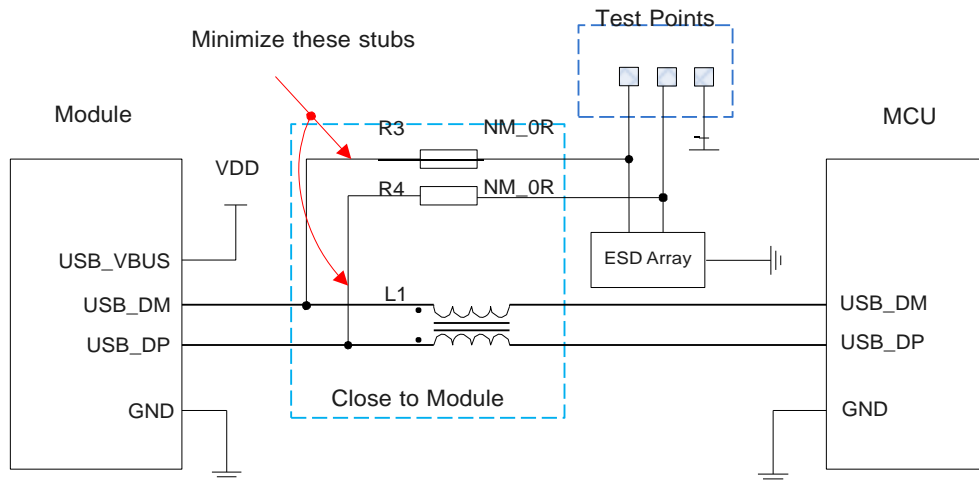 Test Points
Minimize these stubs
Module
MCU
R3
NM_0R
VDD
R4
NM_0R
USB_VBUS
ESD Array
USB_DM
L1
USB_DM
USB_DP
USB_DP
Close to Module
GND
GND